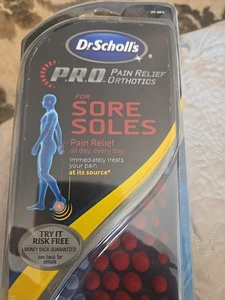 Dr Scholl's
P.R.O. PAIN RELIEF
ORTHOTICS
FOR
SORE
SOLES
Pain Relief
all day, every day
immediately treats
your pain
at its source*
TRY IT
RISK FREE
MONEY BACK GUARANTEE
see back for
details